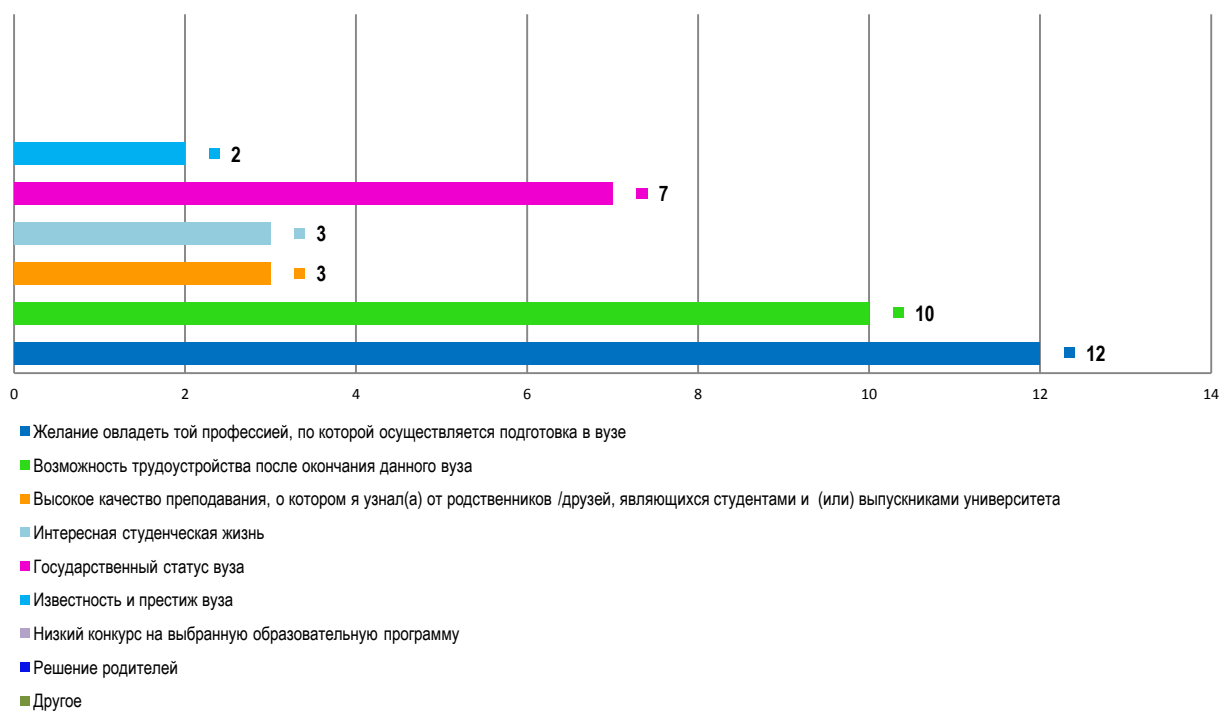 2
7
3
3
10
12
0 2 4 6 8 10 12 14
Желание овладеть той профессией, по которой осуществляется подготовка в вузе
Возможность трудоустройства после окончания данного вуза
Высокое качество преподавания, о котором я узнал(а) от родственников /друзей, являющихся студентами и (или) выпускниками университета
Интересная студенческая жизнь
Государственный статус вуза
Известность и престиж вуза
Низкий конкурс на выбранную образовательную программу
Решение родителей
Другое